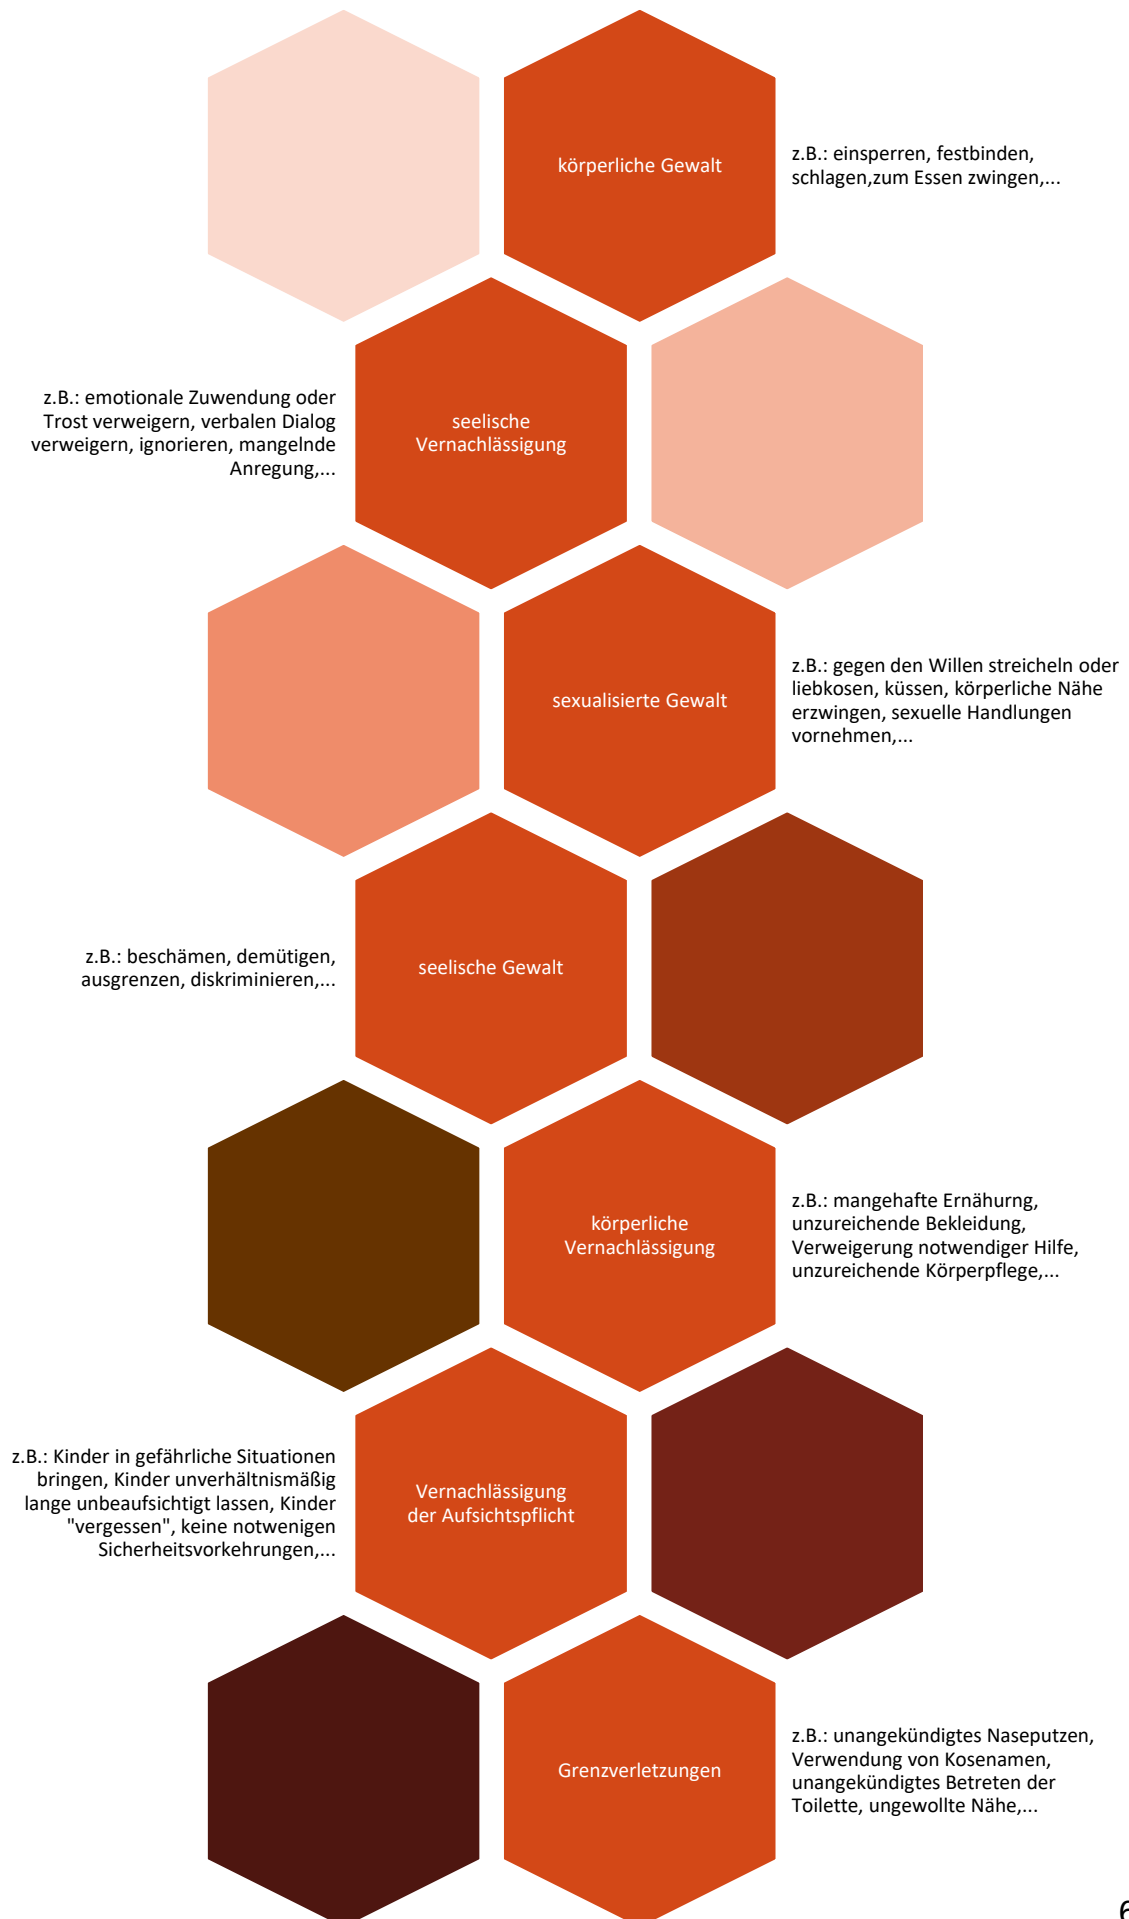 körperliche Gewalt
z.B.: einsperren, festbinden,
schlagen,zum Essen zwingen,...
z.B.: emotionale Zuwendung oder
Trost verweigern, verbalen Dialog
verweigern, ignorieren, mangelnde
Anregung,...
seelische
Vernachlässigung
sexualisierte Gewalt
z.B.: gegen den Willen streicheln oder
liebkosen, küssen, körperliche Nähe
erzwingen, sexuelle Handlungen
vornehmen,...
z.B.: beschämen, demütigen,
ausgrenzen, diskriminieren,...
seelische Gewalt
körperliche
Vernachlässigung
z.B.: mangehafte Ernähurng,
unzureichende Bekleidung,
Verweigerung notwendiger Hilfe,
unzureichende Körperpflege,...
z.B.: Kinder in gefährliche Situationen
bringen, Kinder unverhältnismäßig
lange unbeaufsichtigt lassen, Kinder
"vergessen", keine notwenigen
Sicherheitsvorkehrungen,...
Vernachlässigung
der Aufsichtspflicht
Grenzverletzungen
z.B.: unangekündigtes Naseputzen,
Verwendung von Kosenamen,
unangekündigtes Betreten der
Toilette, ungewollte Nähe,...
6